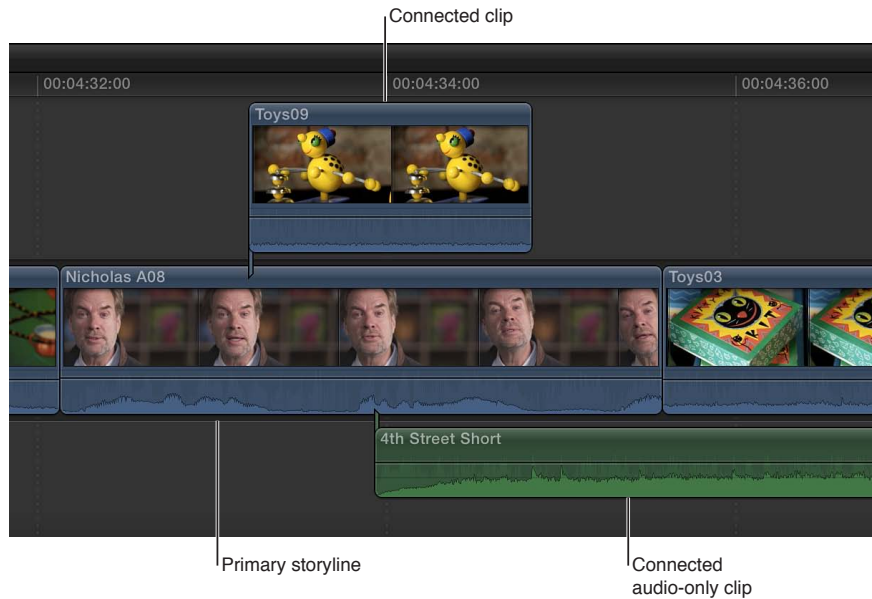 Connected clip
00:04:32:00
00:04:34:00
00:04:36:00
Toys09
Nicholas A08
Toys03
4th Street Short
Primary storyline
Connected
audio-only clip